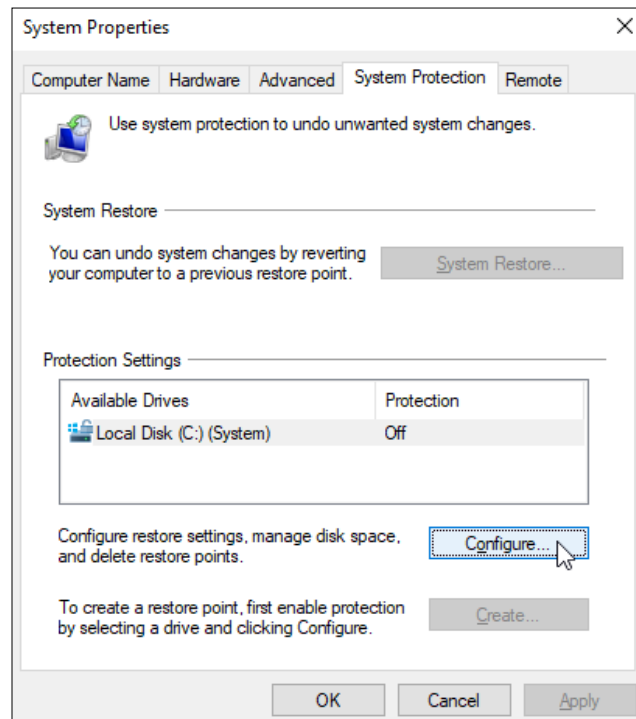 System Properties
Computer Name
Hardware
Advanced
System Protection
Remote
Use system protection to undo unwanted system changes.
System Restore
You can undo system changes by reverting
your computer to a previous restore point.
System Restore...
Protection Settings
Available Drives
Protection
Local Disk (C:) (System)
Off
Configure restore settings, manage disk space,
and delete restore points.
Configure...
To create a restore point, first enable protection
by selecting a drive and clicking Configure.
Create...
OK
Cancel
Apply